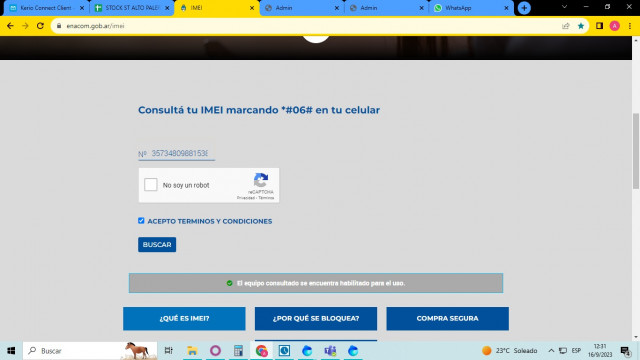 Kerio Connect Client
STOCK ST ALTO PALE
IMEI
Admin
Admin
WhatsApp
enacom.gob.ar/imei
A
Consultá tu IMEI marcando *#06# en tu celular
Nº
No soy un robot
reCAPTCHA
Privacidad - Términos
ACEPTO TERMINOS Y CONDICIONES
BUSCAR
El equipo consultado se encuentra habilitado para el uso.
¿QUÉ ES IMEI?
¿POR QUÉ SE BLOQUEA?
COMPRA SEGURA
Buscar
23°C Soleado
ESP
12:31
16/9/2023